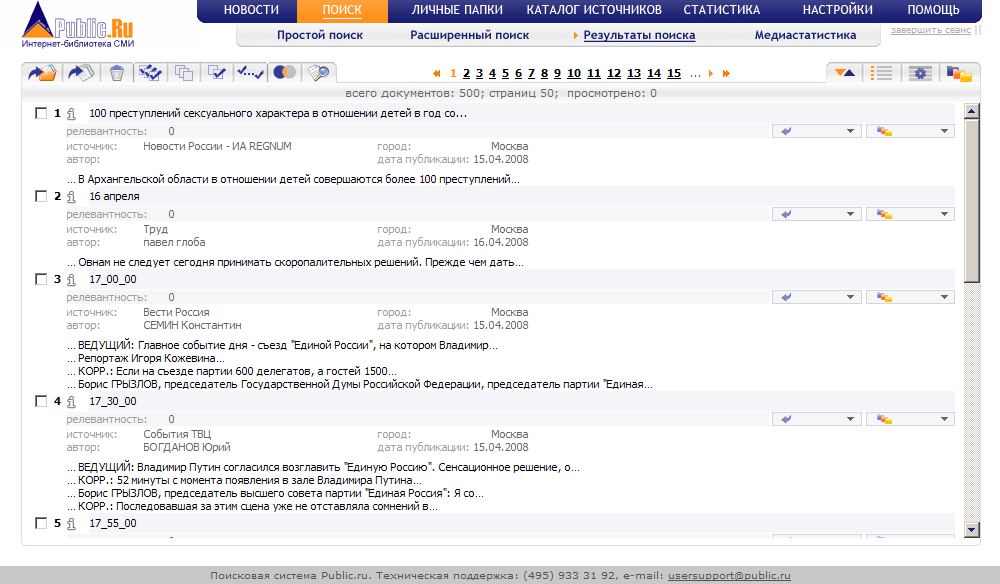 НОВОСТИ ПОИСК ЛИЧНЫЕ ПАПКИ КАТАЛОГ ИСТОЧНИКОВ СТАТИСТИКА НАСТРОЙКИ ПОМОЩЬ
Public.Ru
Интернет-библиотека СМИ
Простой поиск Расширенный поиск Результаты поиска Медиастатистика
завершить сеанс
1 2 3 4 5 6 7 8 9 10 11 12 13 14 15 ...
всего документов: 500; страниц 50; просмотрено: 0
1 100 преступлений сексуального характера в отношении детей в год со...
релевантность: 0
источник: Новости России - ИА REGNUM город: Москва
автор: дата публикации: 15.04.2008
... В Архангельской области в отношении детей совершаются более 100 преступлений...
2 16 апреля
релевантность: 0
источник: Труд город: Москва
автор: павел глоба дата публикации: 16.04.2008
... Овнам не следует сегодня принимать скоропалительных решений. Прежде чем дать...
3 17_00_00
релевантность: 0
источник: Вести Россия город: Москва
автор: СЕМИН Константин дата публикации: 15.04.2008
... ВЕДУЩИЙ: Главное событие дня - съезд "Единой России", на котором Владимир...
... Репортаж Игоря Кожевина...
... КОРР.: Если на съезде партии 600 делегатов, а гостей 1500...
... Борис ГРЫЗЛОВ, председатель Государственной Думы Российской Федерации, председатель партии "Единая...
4 17_30_00
релевантность: 0
источник: События ТВЦ город: Москва
автор: БОГДАНОВ Юрий дата публикации: 15.04.2008
... ВЕДУЩИЙ: Владимир Путин согласился возглавить "Единую Россию". Сенсационное решение, о...
... КОРР.: 52 минуты с момента появления в зале Владимира Путина...
... Борис ГРЫЗЛОВ, председатель высшего совета партии "Единая Россия": Я со...
... КОРР.: Последовавшая за этим сцена уже не отставляла сомнений в...
5 17_55_00
Поисковая система Public.ru. Техническая поддержка: (495) 933 31 92, e-mail: usersupport@public.ru